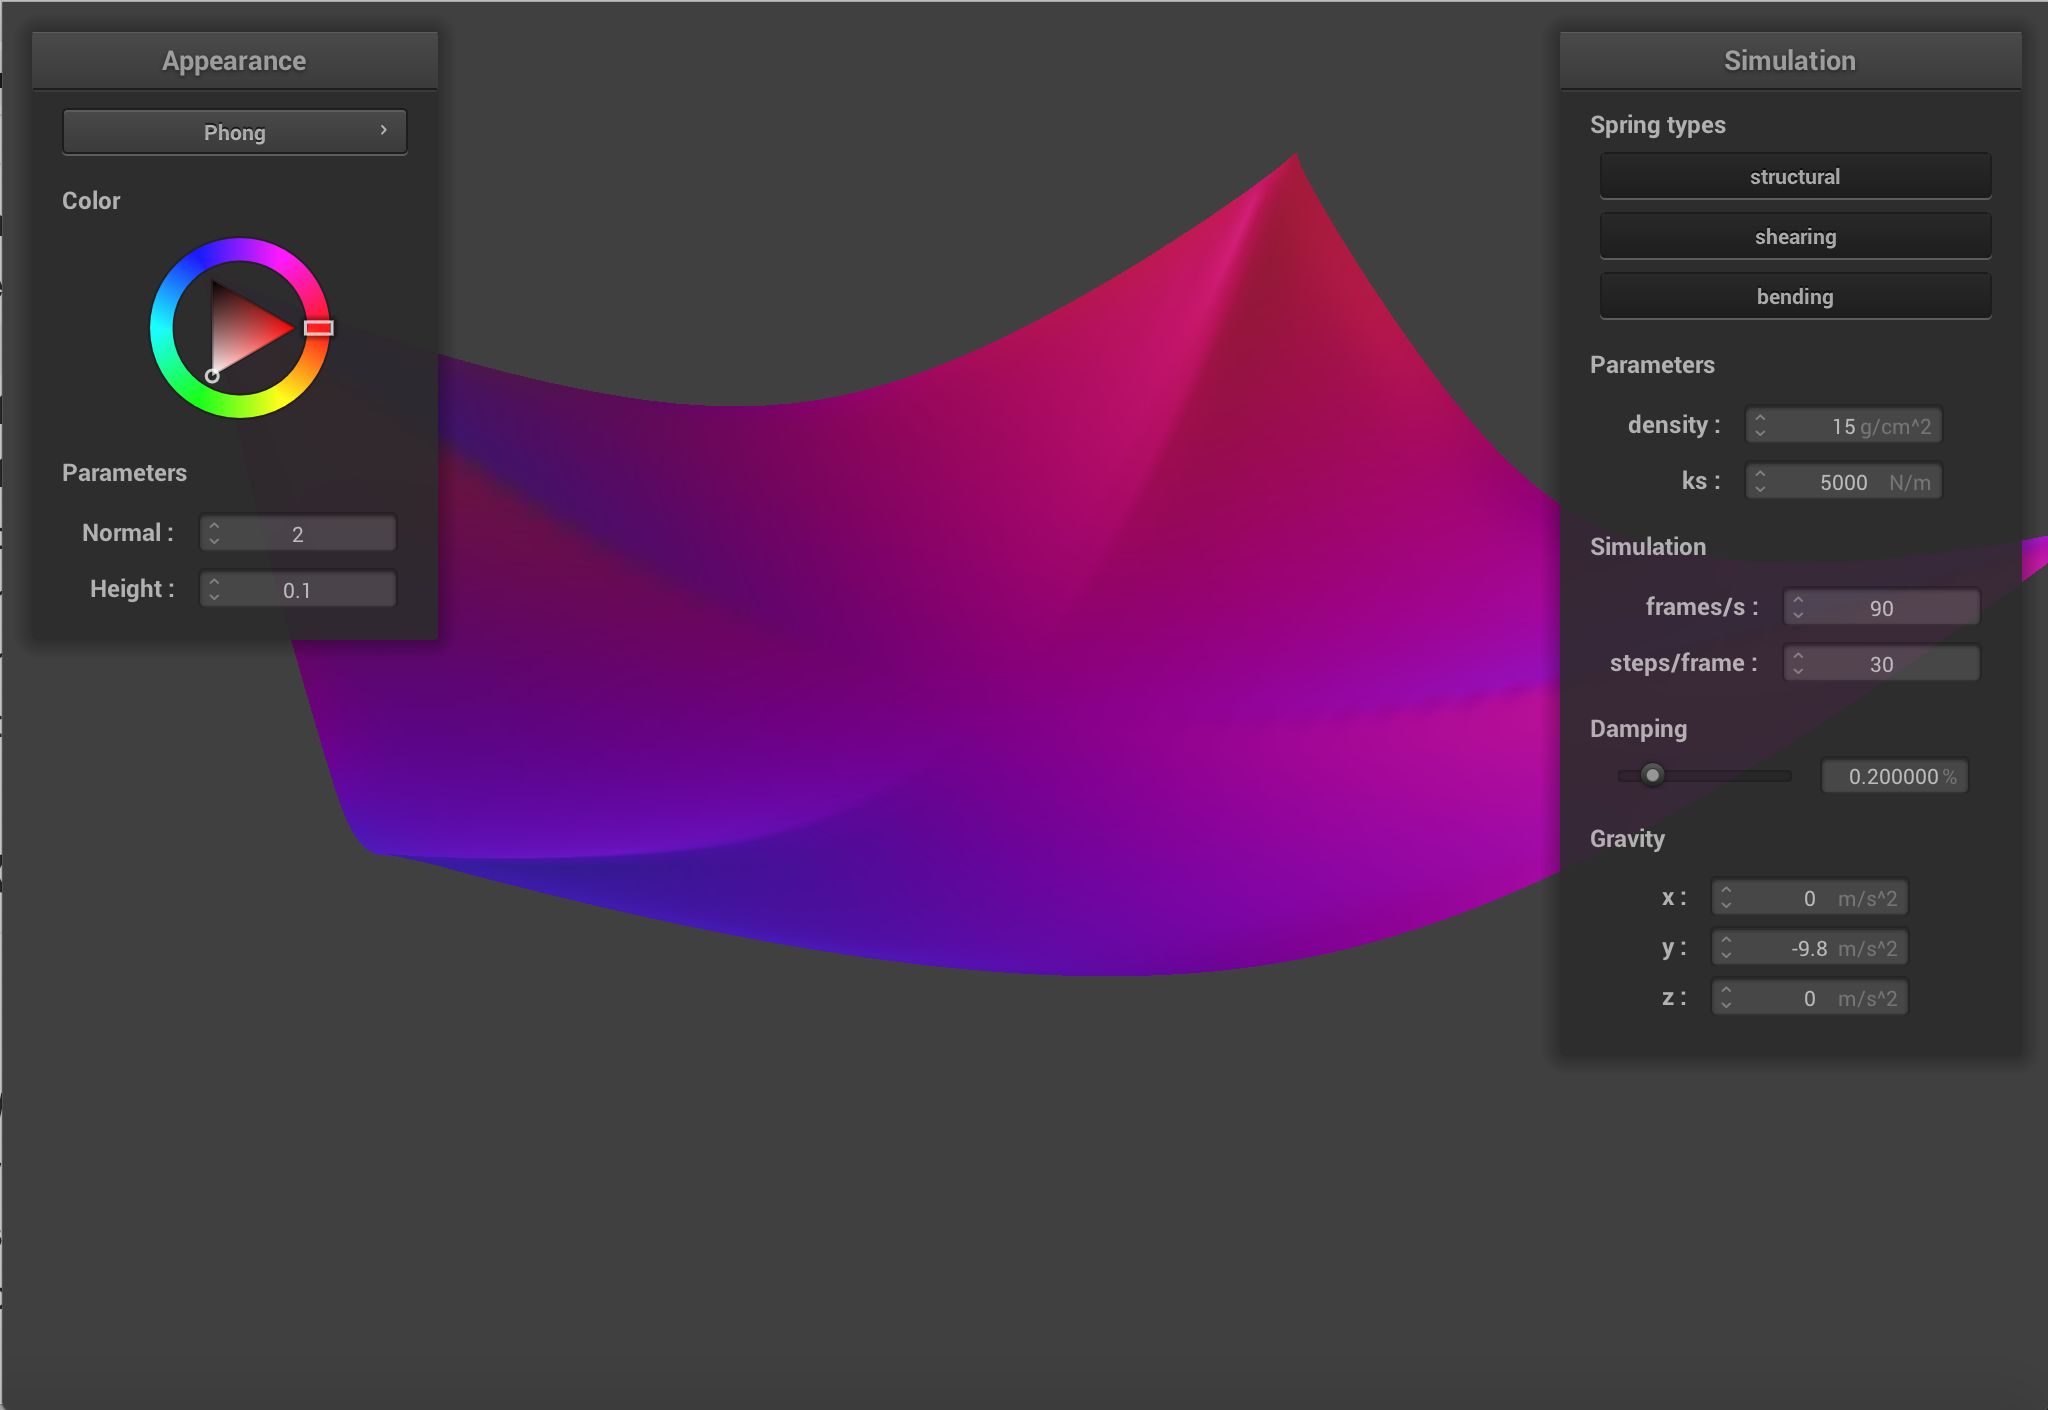 Appearance
Phong
Color
Parameters
Normal : 2
Height : 0.1
Simulation
Spring types
structural
shearing
bending
Parameters
density : 15 g/cm^2
ks : 5000 N/m
Simulation
frames/s : 90
steps/frame : 30
Damping
0.200000 %
Gravity
x : 0 m/s^2
y : -9.8 m/s^2
z : 0 m/s^2